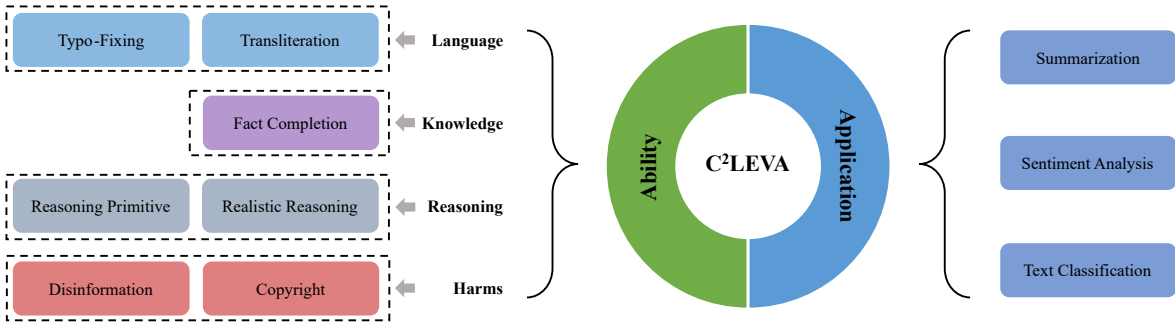 Typo-Fixing
Transliteration
Language
Fact Completion
Knowledge
Reasoning Primitive
Realistic Reasoning
Reasoning
Disinformation
Copyright
Harms
Ability
C²LEVA
Application
Summarization
Sentiment Analysis
Text Classification